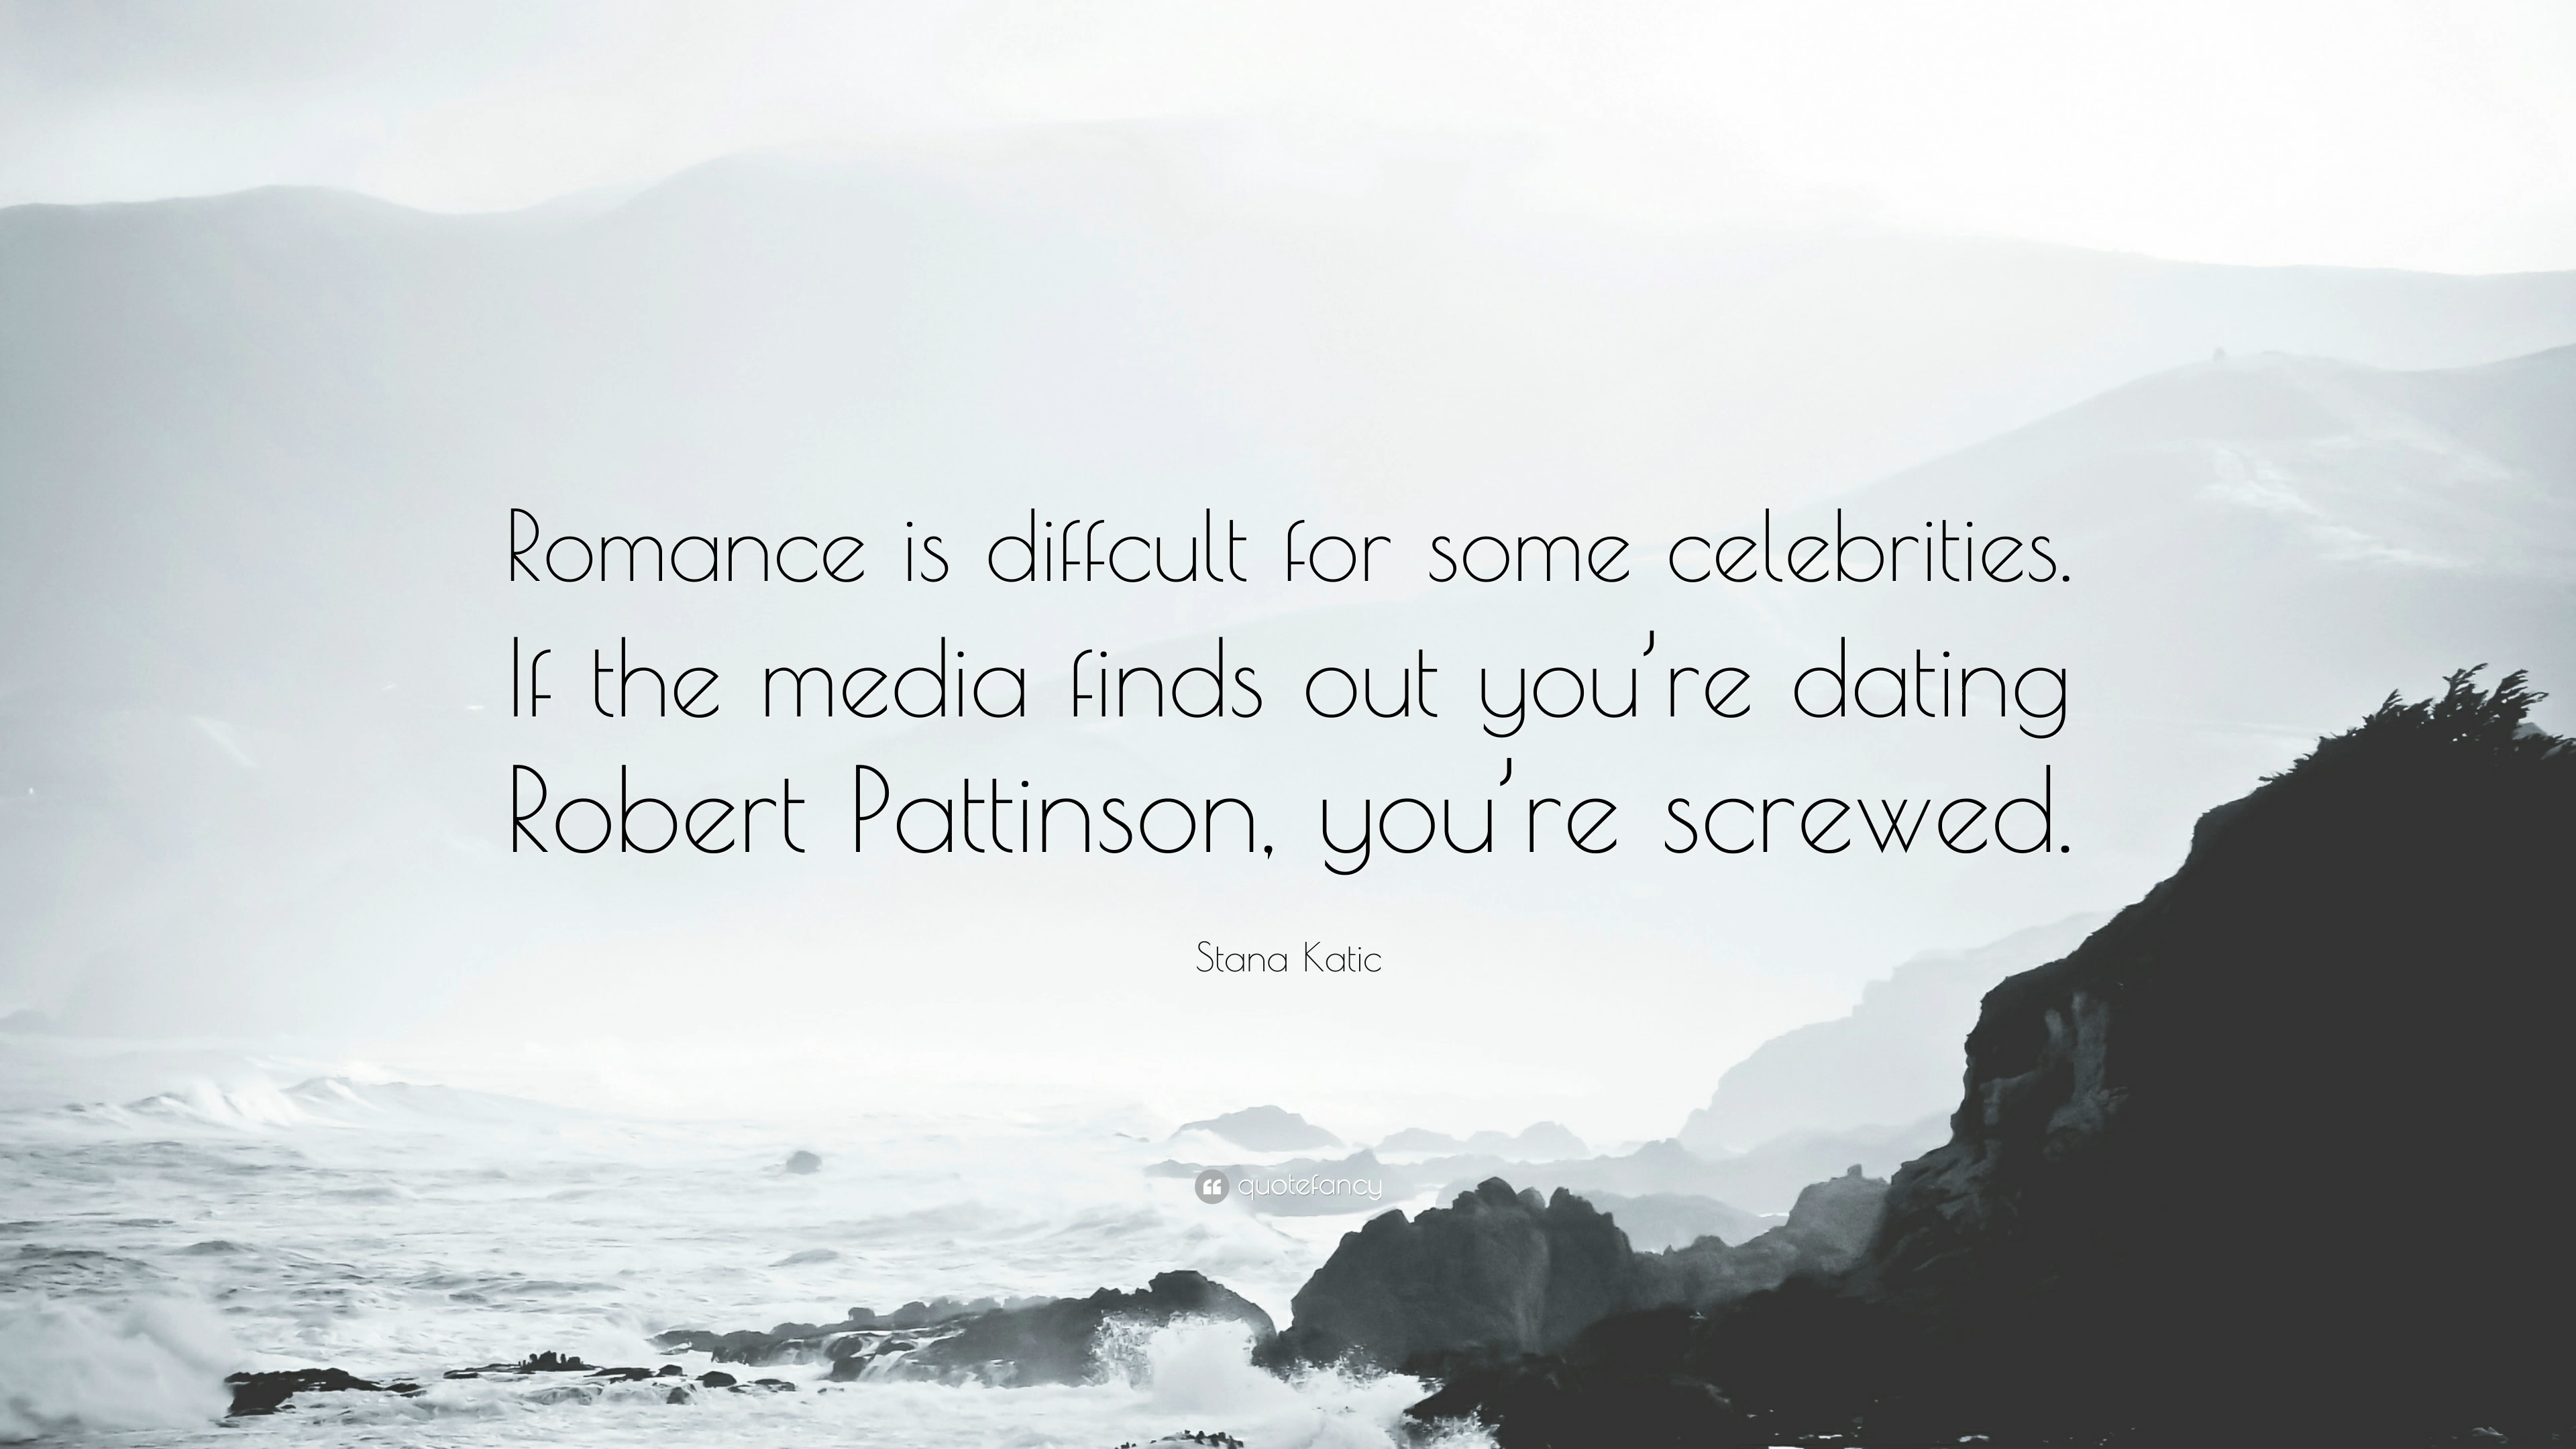 Romance is diffcult for some celebrities.
If the media finds out you're dating
Robert Pattinson, you're screwed.
Stana Katic
quotefancy